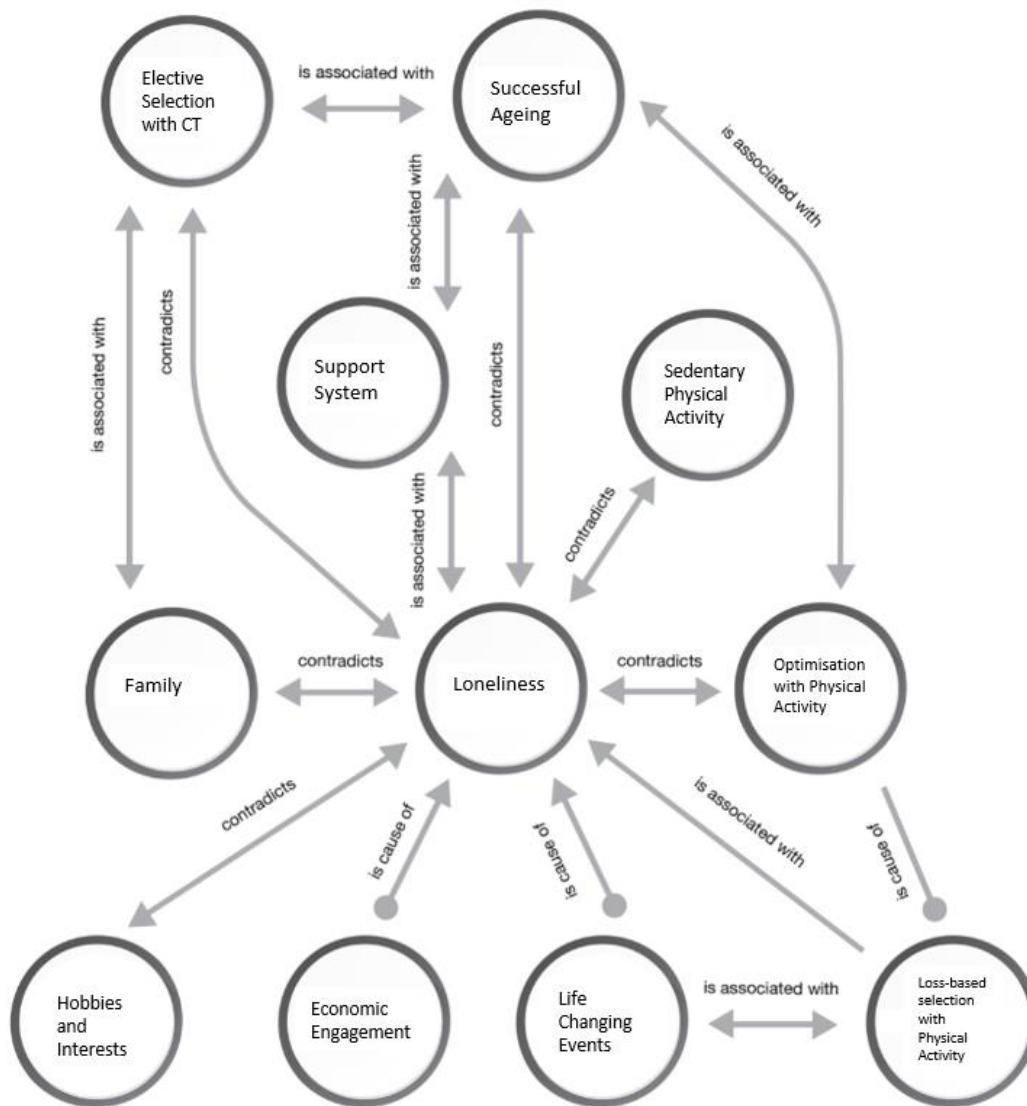 Elective
Selection
with CT
is associated with
Successful
Ageing
is associated with
is associated with
is associated with
contradicts
contradicts
Support
System
Sedentary
Physical
Activity
is associated with
contradicts
Family
contradicts
Loneliness
contradicts
Optimisation
with Physical
Activity
contradicts
is cause of
is cause of
is associated with
is cause of
Hobbies
and
Interests
Economic
Engagement
Life
Changing
Events
is associated with
Loss-based
selection
with
Physical
Activity